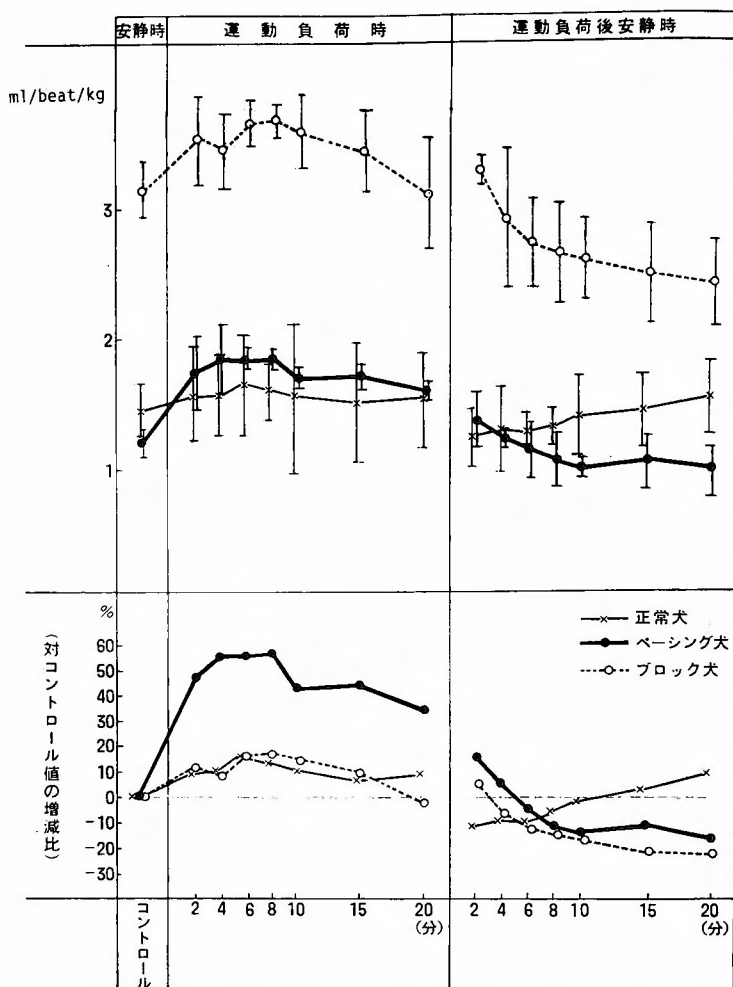 安静時
運動負荷時
運動負荷後安静時
ml/beat/kg
3
2
1
%
60
50
40
30
20
10
0
-10
-20
-30
(対コントロール値の増減比)
正常犬
ペーシング犬
ブロック犬
コントロール
2 4 6 8 10 15 20
(分)
2 4 6 8 10 15 20
(分)